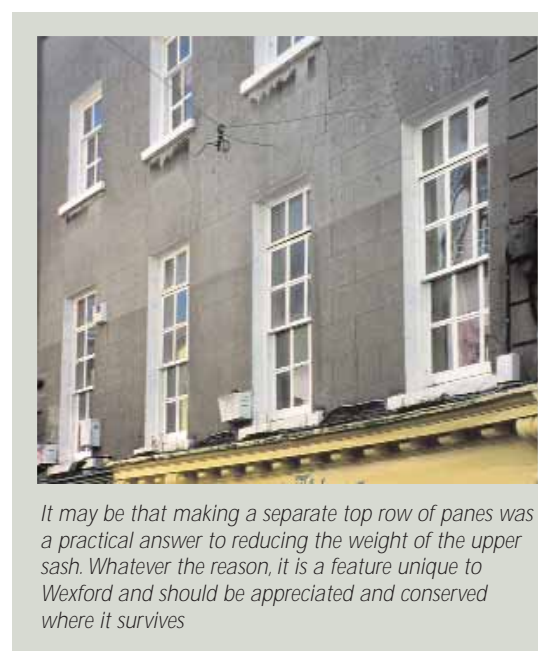 It may be that making a separate top row of panes was
a practical answer to reducing the weight of the upper
sash. Whatever the reason, it is a feature unique to
Wexford and should be appreciated and conserved
where it survives